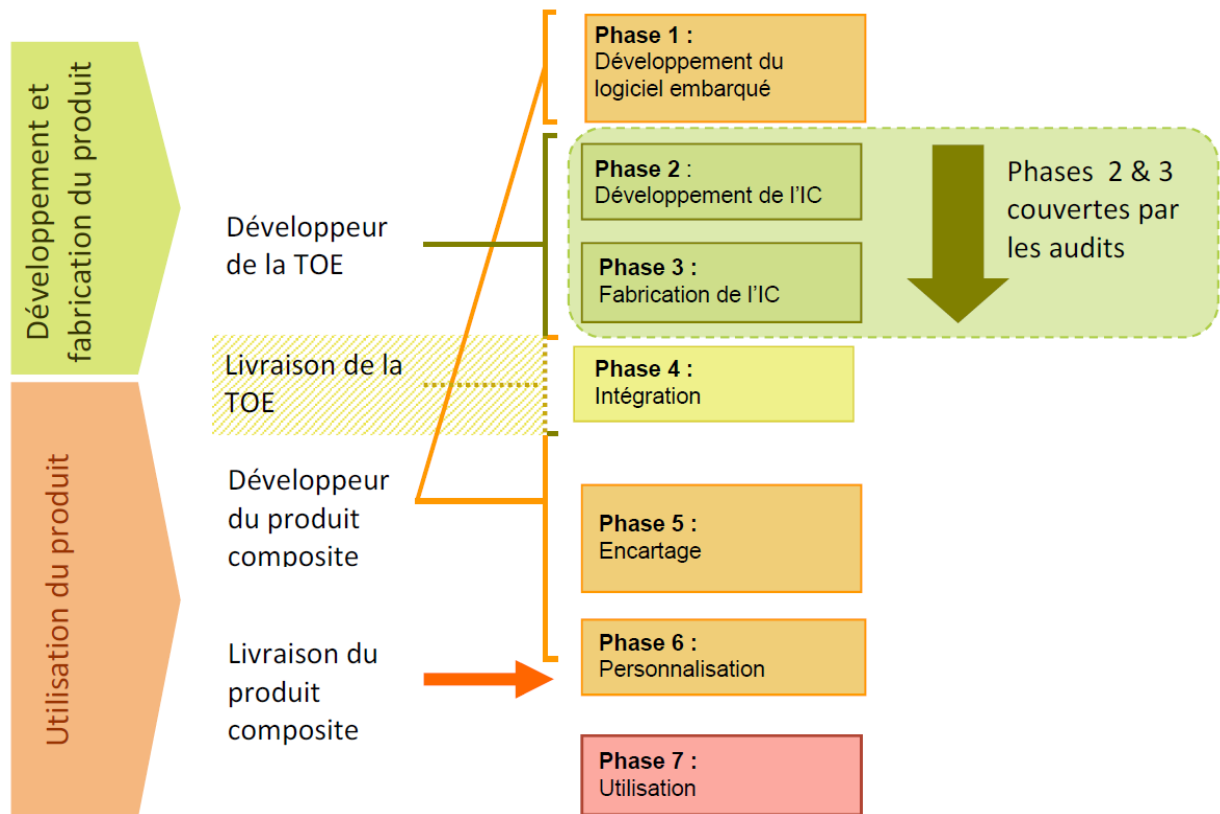 Développement et
fabrication du produit
Utilisation du produit
Développeur
de la TOE
Livraison de la
TOE
Développeur
du produit
composite
Livraison du
produit
composite
Phase 1 :
Développement du
logiciel embarqué
Phase 2 :
Développement de l'IC
Phase 3 :
Fabrication de l'IC
Phases 2 & 3
couvertes par
les audits
Phase 4 :
Intégration
Phase 5 :
Encartage
Phase 6 :
Personnalisation
Phase 7 :
Utilisation